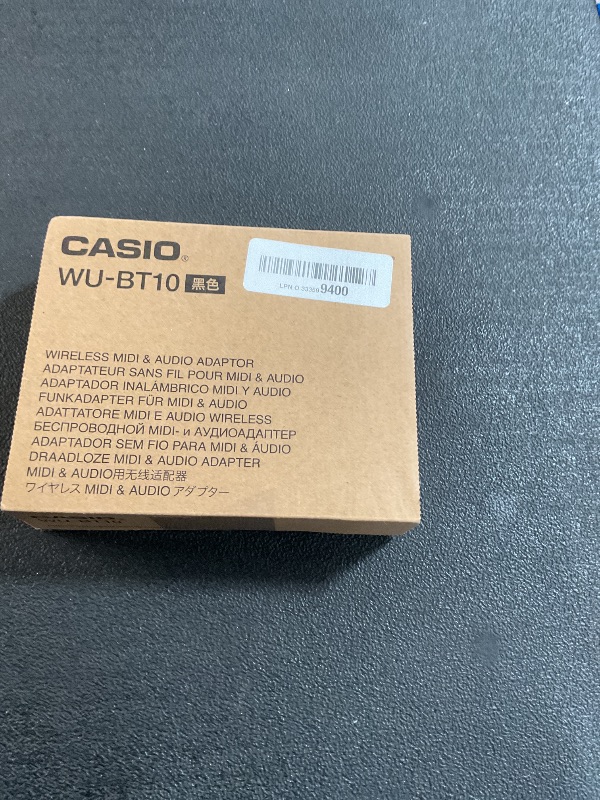 CASIO®
WU-BT10 黑色
9400
WIRELESS MIDI & AUDIO ADAPTOR
ADAPTATEUR SANS FIL POUR MIDI & AUDIO
ADAPTADOR INALÁMBRICO MIDI Y AUDIO
FUNKADAPTER FÜR MIDI & AUDIO
ADATTATORE MIDI E AUDIO WIRELESS
БЕСПРОВОДНОЙ MIDI- и АУДИОАДАПТЕР
ADAPTADOR SEM FIO PARA MIDI & ÁUDIO
DRAADLOZE MIDI & AUDIO ADAPTER
MIDI & AUDIO用无线适配器
ワイヤレス MIDI & AUDIO アダプター
CASIO
WU-BT10